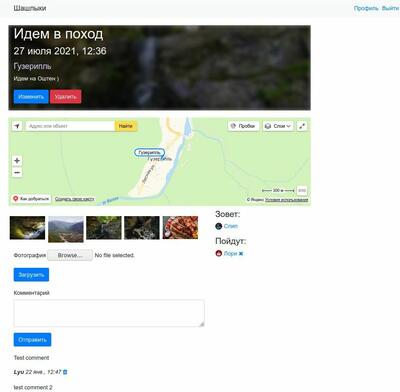 Шашлыки
Профиль Выйти
Идем в поход
27 июля 2021, 12:36
Гузерипль
Идем на Оштен )
Изменить Удалить
Адрес или объект Найти Пробки Слои
Гузерипль
Гузерипль
200 м
Как добраться Создать свою карту © Яндекс Условия использования
Зовет:
Слип
Пойдут:
Лори
Фотография Browse... No file selected.
Загрузить
Комментарий
Отправить
Test comment
Lyu 22 янв., 12:47
test comment 2